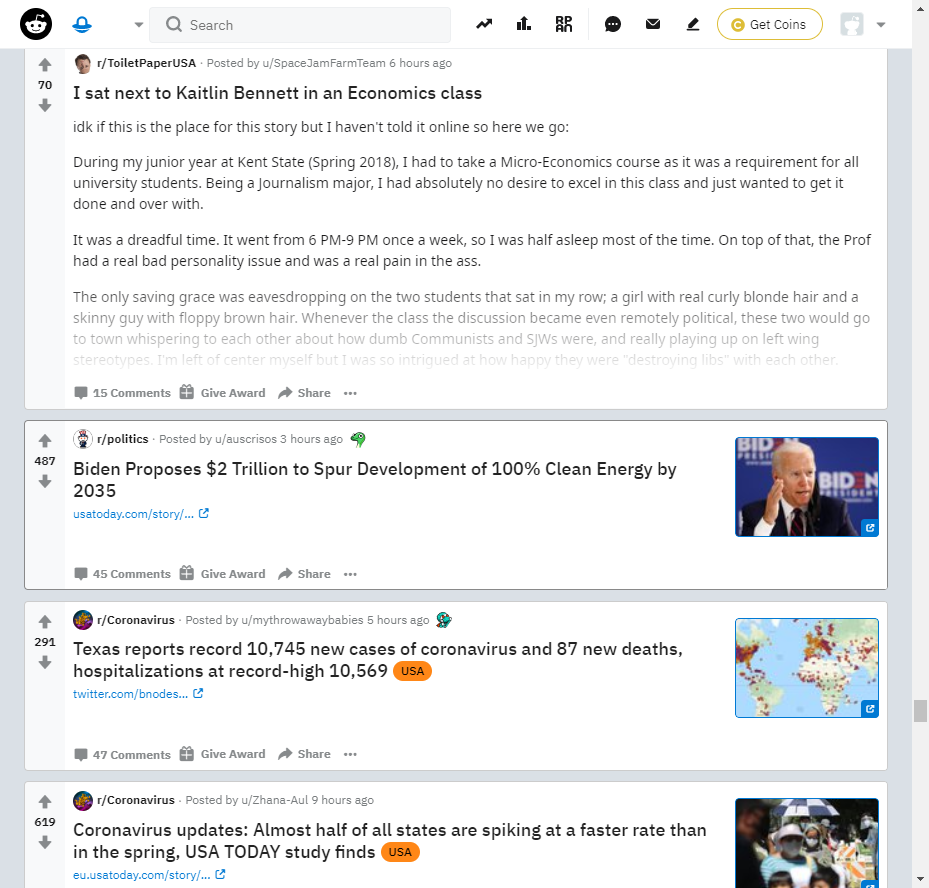 Search
Get Coins
r/ToiletPaperUSA · Posted by u/SpaceJamFarmTeam 6 hours ago
70
I sat next to Kaitlin Bennett in an Economics class
idk if this is the place for this story but I haven't told it online so here we go:
During my junior year at Kent State (Spring 2018), I had to take a Micro-Economics course as it was a requirement for all
university students. Being a Journalism major, I had absolutely no desire to excel in this class and just wanted to get it
done and over with.
It was a dreadful time. It went from 6 PM-9 PM once a week, so I was half asleep most of the time. On top of that, the Prof
had a real bad personality issue and was a real pain in the ass.
The only saving grace was eavesdropping on the two students that sat in my row; a girl with real curly blonde hair and a
skinny guy with floppy brown hair. Whenever the class the discussion became even remotely political, these two would go
to town whispering to each other about how dumb Communists and SJWs were, and really playing up on left wing
stereotypes. I'm left of center myself but I was so intrigued at how happy they were "destroying libs" with each other.
15 Comments Give Award Share
r/politics · Posted by u/auscrisos 3 hours ago
487
Biden Proposes $2 Trillion to Spur Development of 100% Clean Energy by
2035
usatoday.com/story/...
BIDEN
PRESIDENT
45 Comments Give Award Share
r/Coronavirus · Posted by u/mythrowawaybabies 5 hours ago
291
Texas reports record 10,745 new cases of coronavirus and 87 new deaths,
hospitalizations at record-high 10,569 USA
twitter.com/bnodes...
47 Comments Give Award Share
r/Coronavirus · Posted by u/Zhana-Aul 9 hours ago
619
Coronavirus updates: Almost half of all states are spiking at a faster rate than
in the spring, USA TODAY study finds USA
eu.usatoday.com/story/...